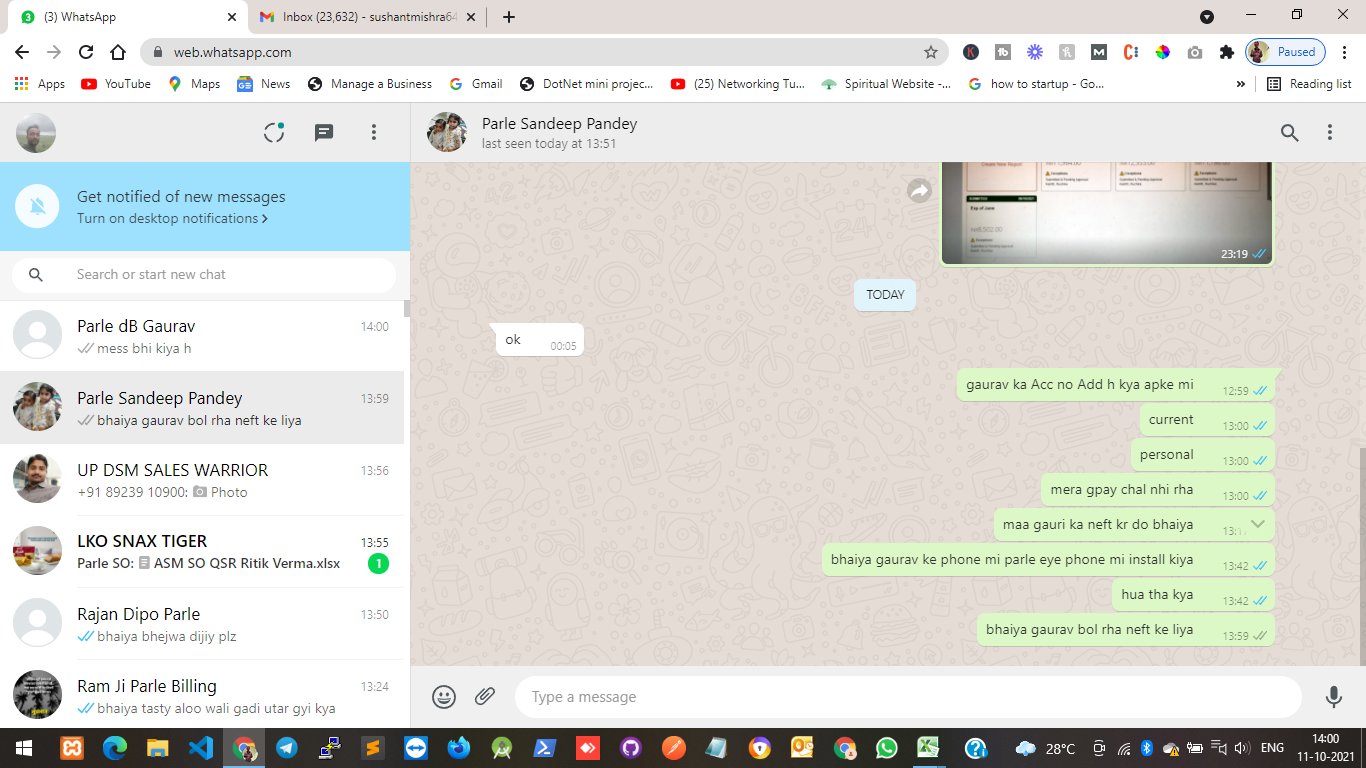 (3) WhatsApp
Inbox (23,632) - sushantmishra64
web.whatsapp.com
Paused
Apps
YouTube
Maps
News
Manage a Business
Gmail
DotNet mini projec...
(25) Networking Tu...
Spiritual Website -...
how to startup - Go...
»
Reading list
Parle Sandeep Pandey
last seen today at 13:51
Get notified of new messages
Turn on desktop notifications >
Search or start new chat
Parle dB Gaurav 14:00
mess bhi kiya h
Parle Sandeep Pandey 13:59
bhaiya gaurav bol rha neft ke liya
UP DSM SALES WARRIOR 13:56
+91 89239 10900: Photo
LKO SNAX TIGER 13:55
Parle SO: ASM SO QSR Ritik Verma.xlsx 1
Rajan Dipo Parle 13:50
bhaiya bhejwa dijiy plz
Ram Ji Parle Billing 13:24
bhaiya tasty aloo wali gadi utar gyi kya
Create New Report
Exp of June
23:19
TODAY
ok 00:05
gaurav ka Acc no Add h kya apke mi 12:59
current 13:00
personal 13:00
mera gpay chal nhi rha 13:00
maa gauri ka neft kr do bhaiya
bhaiya gaurav ke phone mi parle eye phone mi install kiya 13:42
hua tha kya 13:42
bhaiya gaurav bol rha neft ke liya 13:59
Type a message
28°C
ENG
14:00
11-10-2021